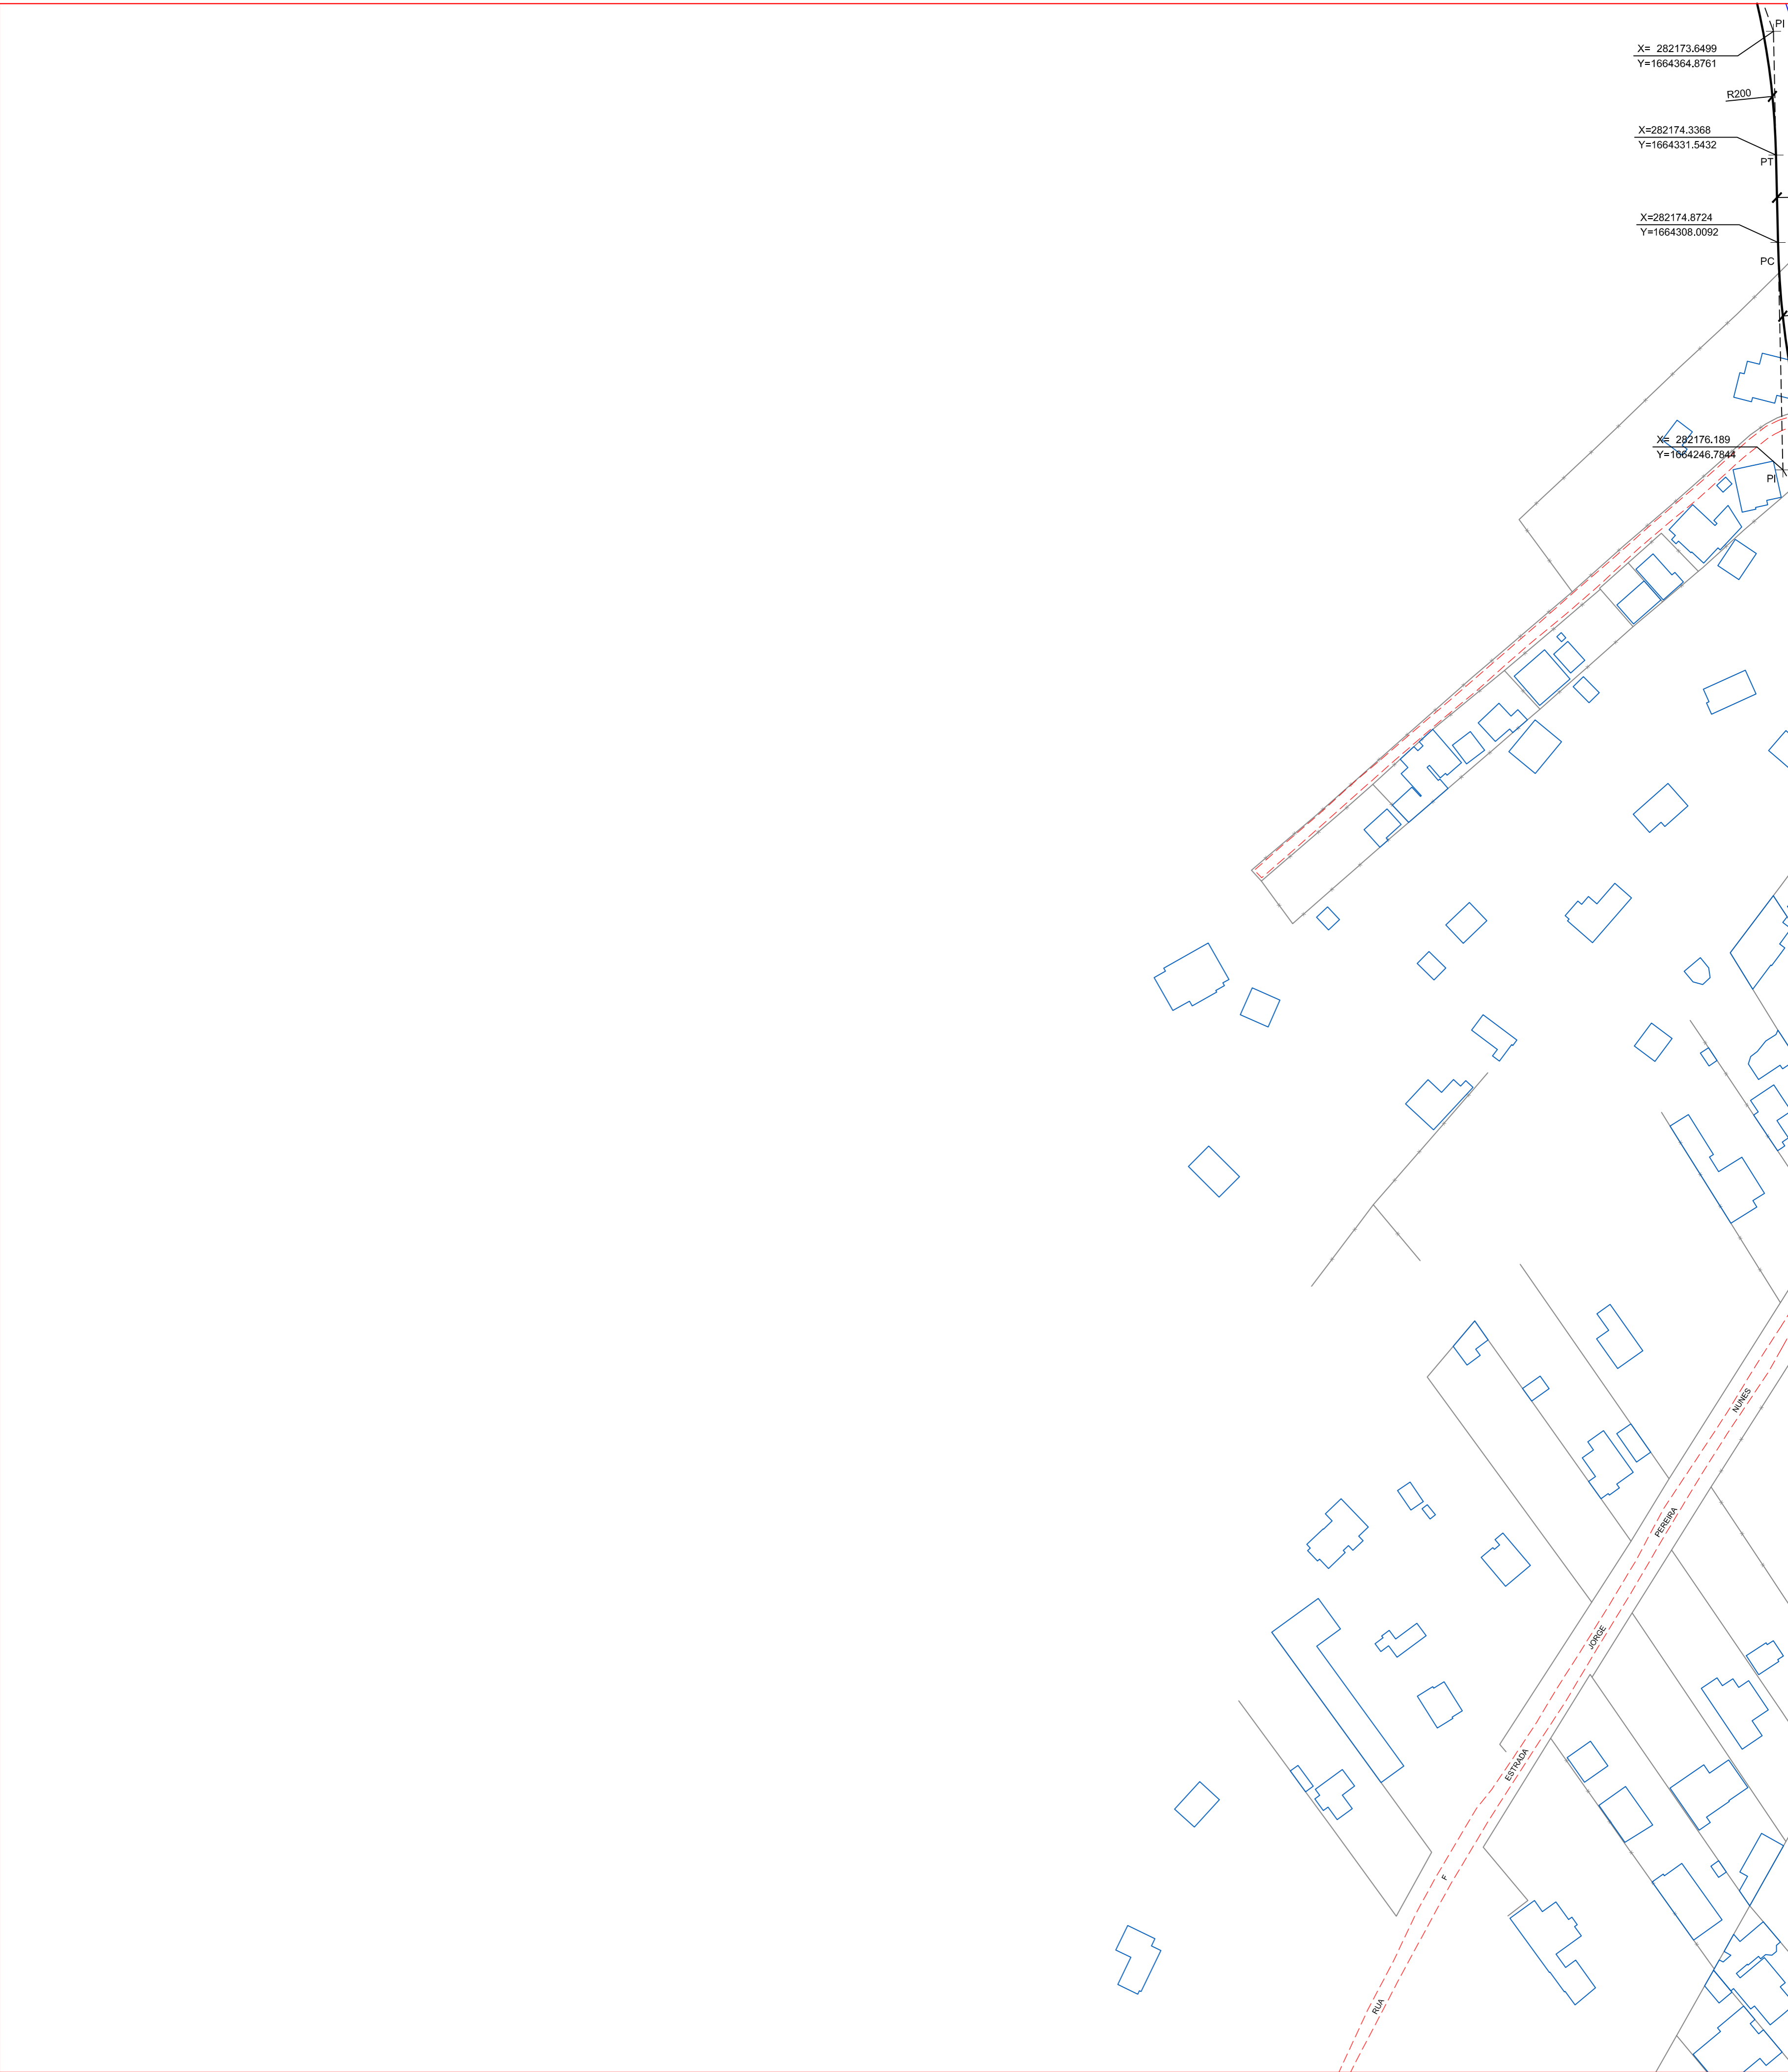 PI
X= 282173.6499
Y=1664364.8761
R200
X=282174.3368
Y=1664331.5432
PT
X=282174.8724
Y=1664308.0092
PC
X= 282176.189
Y=1664246.7844
PI
NUNES
PEREIRA
JORGE
ESTRADA
F
RUA